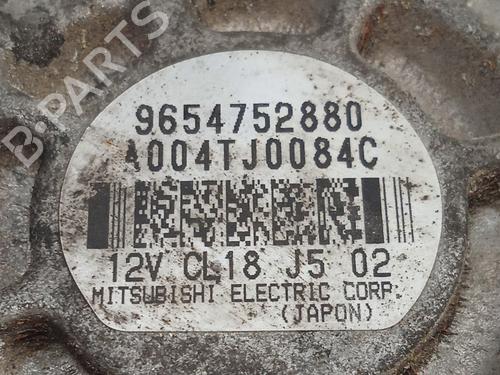 B-PARTS
9654752880
A004TJ0084C
12V CL18 J5 02
MITSUBISHI ELECTRIC CORP.
(JAPON)